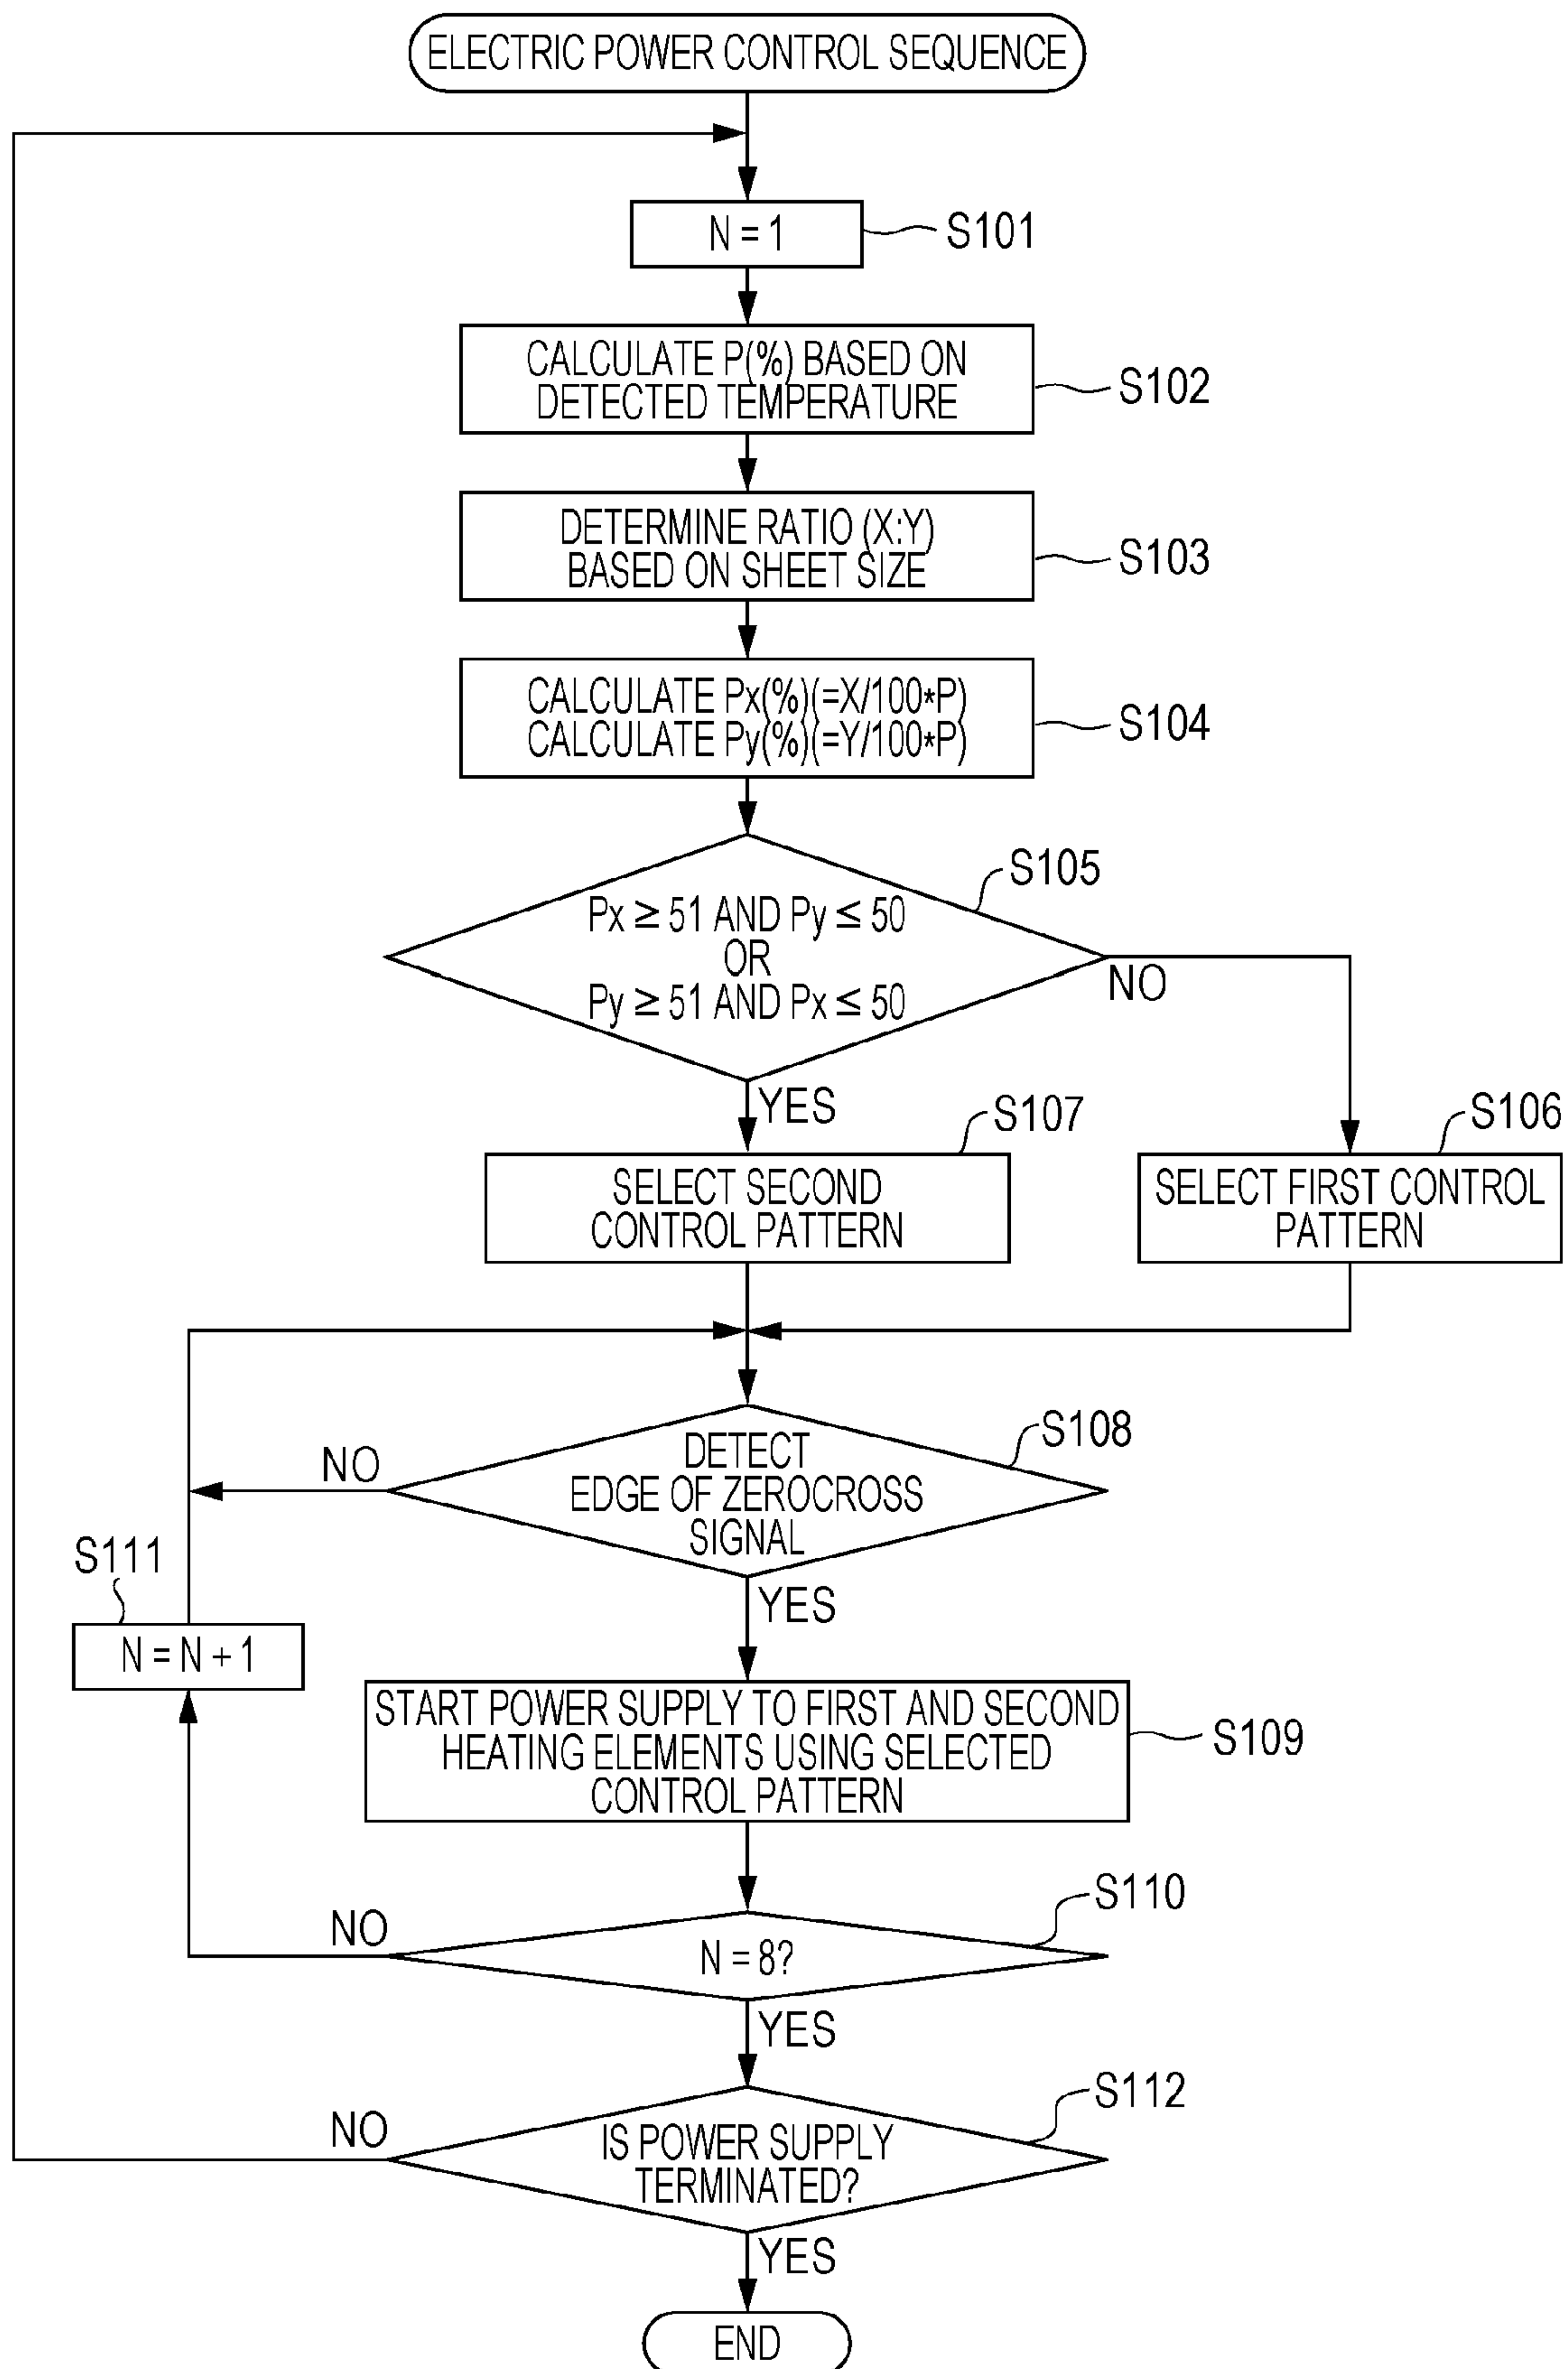 ELECTRIC POWER CONTROL SEQUENCE
N = 1
S101
CALCULATE P(%) BASED ON
DETECTED TEMPERATURE
S102
DETERMINE RATIO (X:Y)
BASED ON SHEET SIZE
S103
CALCULATE Px(%)(=X/100*P)
CALCULATE Py(%)(=Y/100*P)
S104
S105
Px ≥ 51 AND Py ≤ 50
OR
Py ≥ 51 AND Px ≤ 50
NO
YES
S107
S106
SELECT SECOND
CONTROL PATTERN
SELECT FIRST CONTROL
PATTERN
S108
NO
DETECT
EDGE OF ZEROCROSS
SIGNAL
YES
S111
N = N + 1
START POWER SUPPLY TO FIRST AND SECOND
HEATING ELEMENTS USING SELECTED
CONTROL PATTERN
S109
S110
NO
N = 8?
YES
S112
NO
IS POWER SUPPLY
TERMINATED?
YES
END